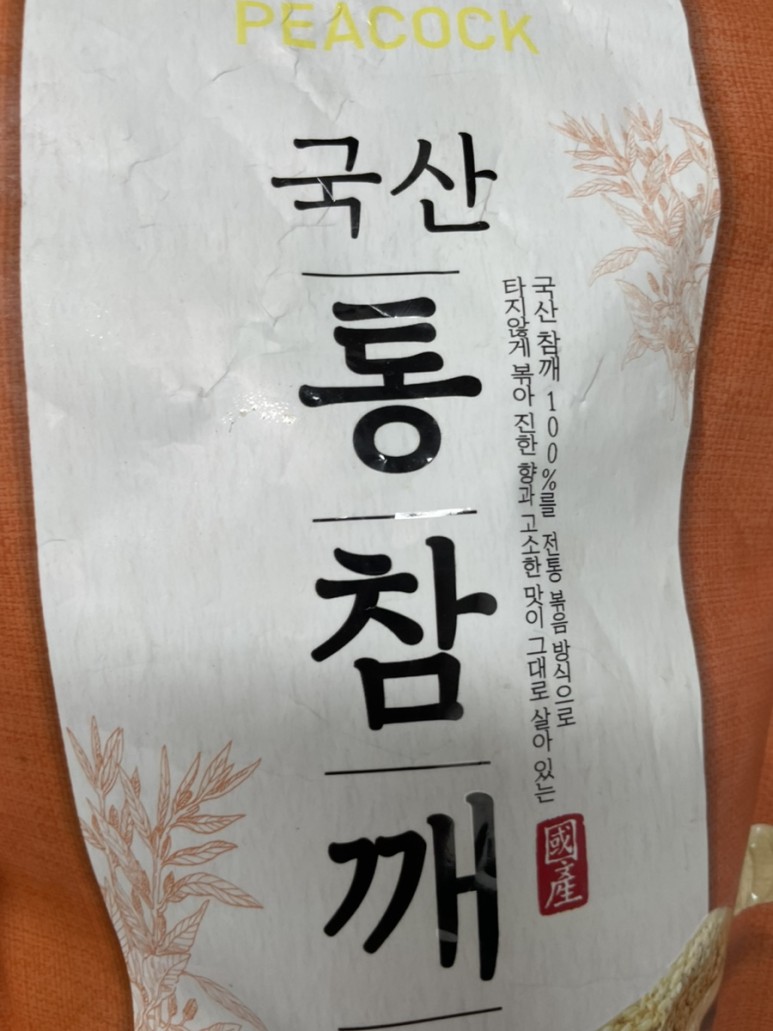 PEACOCK
국산
통
참
깨
국산 참깨 100%를 전통 볶음 방식으로
타지않게 볶아 진한 향과 고소한 맛이 그대로 살아 있는
國產